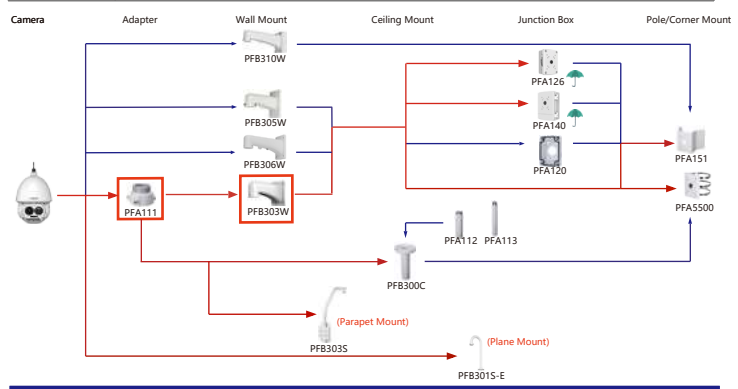 Camera Adapter Wall Mount Ceiling Mount Junction Box Pole/Corner Mount
PFB310W
PFA126
PFB305W
PFA140
PFB306W
PFA120
PFA151
PFA111
PFB303W
PFA5500
PFA112 PFA113
PFB300C
(Parapet Mount)
PFB303S
(Plane Mount)
PFB301S-E